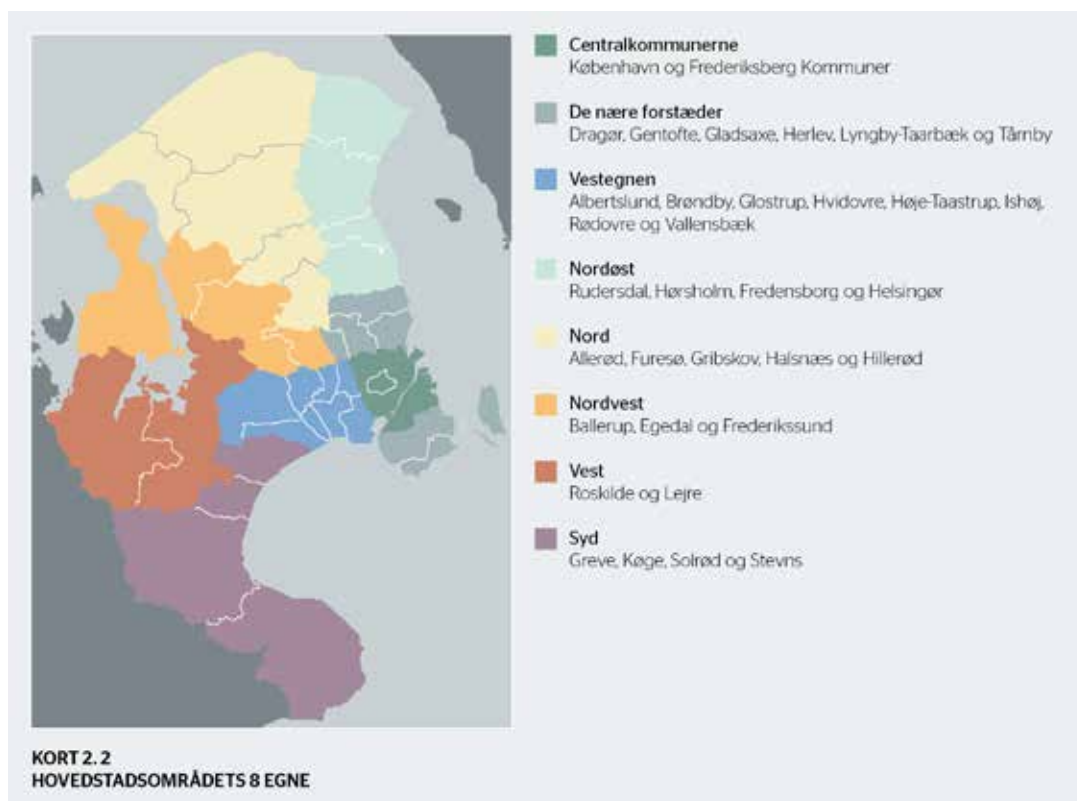 Centralkommunerne
København og Frederiksberg Kommuner
De nære forstæder
Dragør, Gentofte, Gladsaxe, Herlev, Lyngby-Taarbæk og Tårnby
Vestegnen
Albertslund, Brøndby, Glostrup, Hvidovre, Høje-Taastrup, Ishøj,
Rødovre og Vallensbæk
Nordøst
Rudersdal, Hørsholm, Fredensborg og Helsingør
Nord
Allerød, Furesø, Gribskov, Halsnæs og Hillerød
Nordvest
Ballerup, Egedal og Frederikssund
Vest
Roskilde og Lejre
Syd
Greve, Køge, Solrød og Stevns
KORT 2. 2
HOVEDSTADSOMRÅDETS 8 EGNE